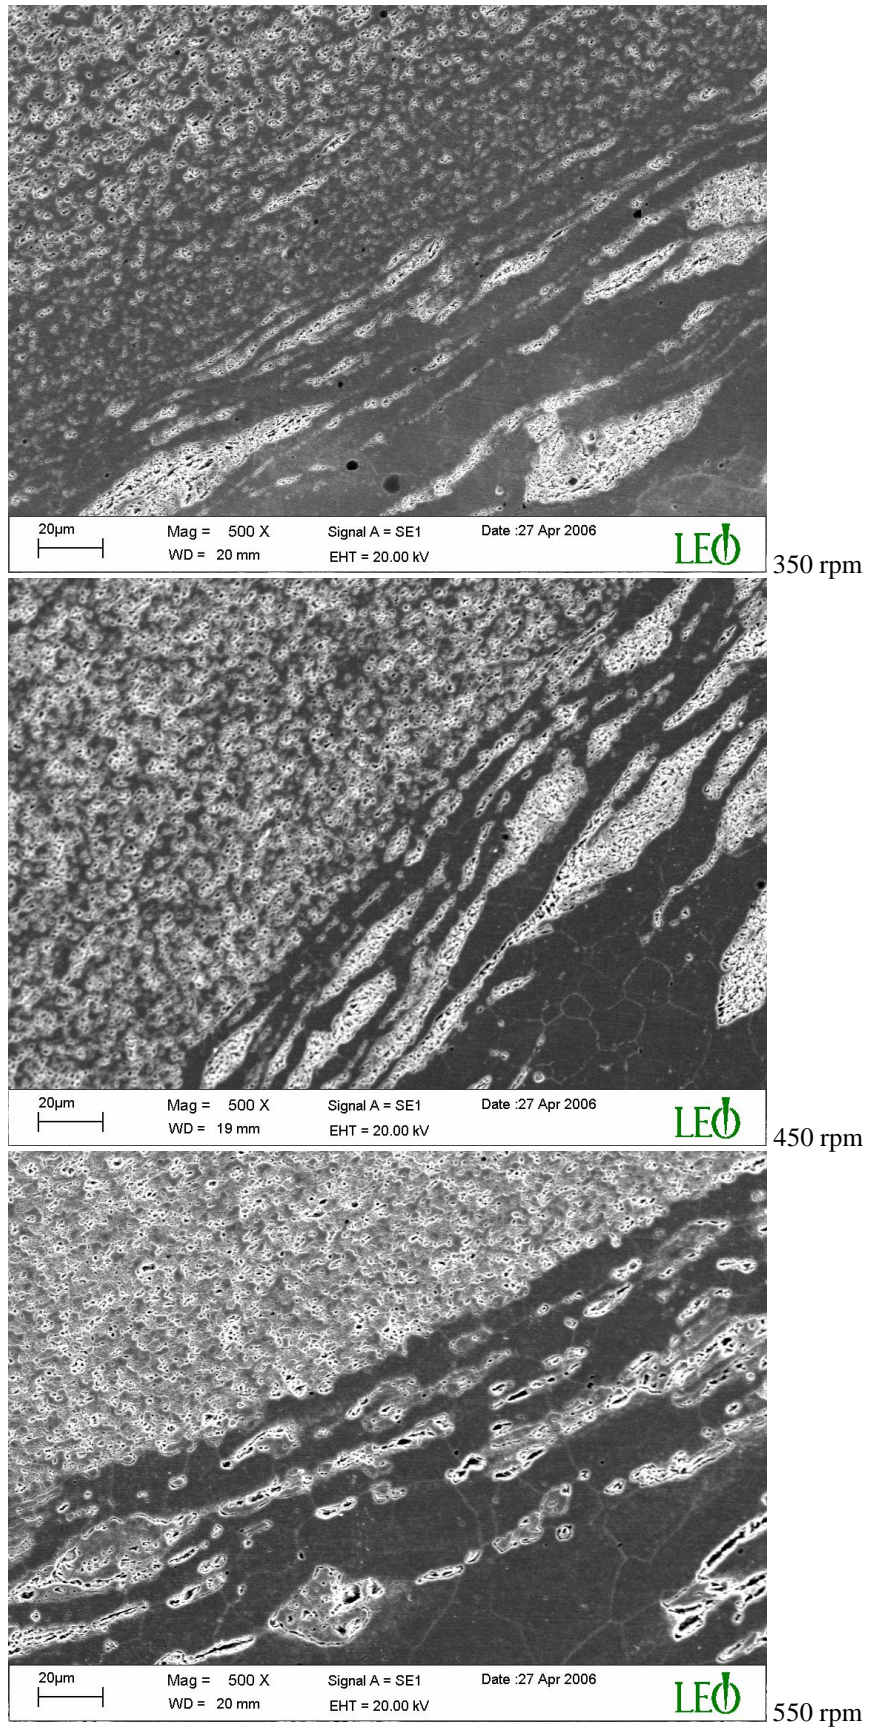 20µm Mag = 500 X Signal A = SE1 Date :27 Apr 2006 LEO
WD = 20 mm EHT = 20.00 kV
350 rpm
20µm Mag = 500 X Signal A = SE1 Date :27 Apr 2006 LEO
WD = 19 mm EHT = 20.00 kV
450 rpm
20µm Mag = 500 X Signal A = SE1 Date :27 Apr 2006 LEO
WD = 20 mm EHT = 20.00 kV
550 rpm